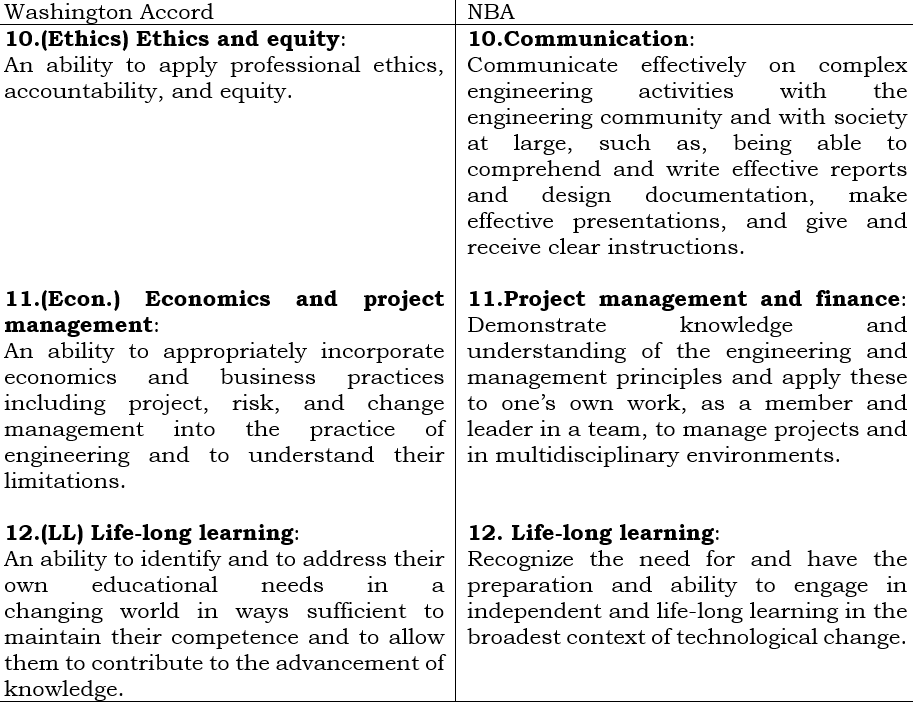 Washington Accord
10.(Ethics) Ethics and equity:
An ability to apply professional ethics,
accountability, and equity.
11.(Econ.) Economics and project
management:
An ability to appropriately incorporate
economics and business practices
including project, risk, and change
management into the practice of
engineering and to understand their
limitations.
12.(LL) Life-long learning:
An ability to identify and to address their
own educational needs in a
changing world in ways sufficient to
maintain their competence and to allow
them to contribute to the advancement of
knowledge.
NBA
10.Communication:
Communicate effectively on complex
engineering activities with the
engineering community and with society
at large, such as, being able to
comprehend and write effective reports
and design documentation, make
effective presentations, and give and
receive clear instructions.
11.Project management and finance:
Demonstrate knowledge and
understanding of the engineering and
management principles and apply these
to one’s own work, as a member and
leader in a team, to manage projects and
in multidisciplinary environments.
12. Life-long learning:
Recognize the need for and have the
preparation and ability to engage in
independent and life-long learning in the
broadest context of technological change.